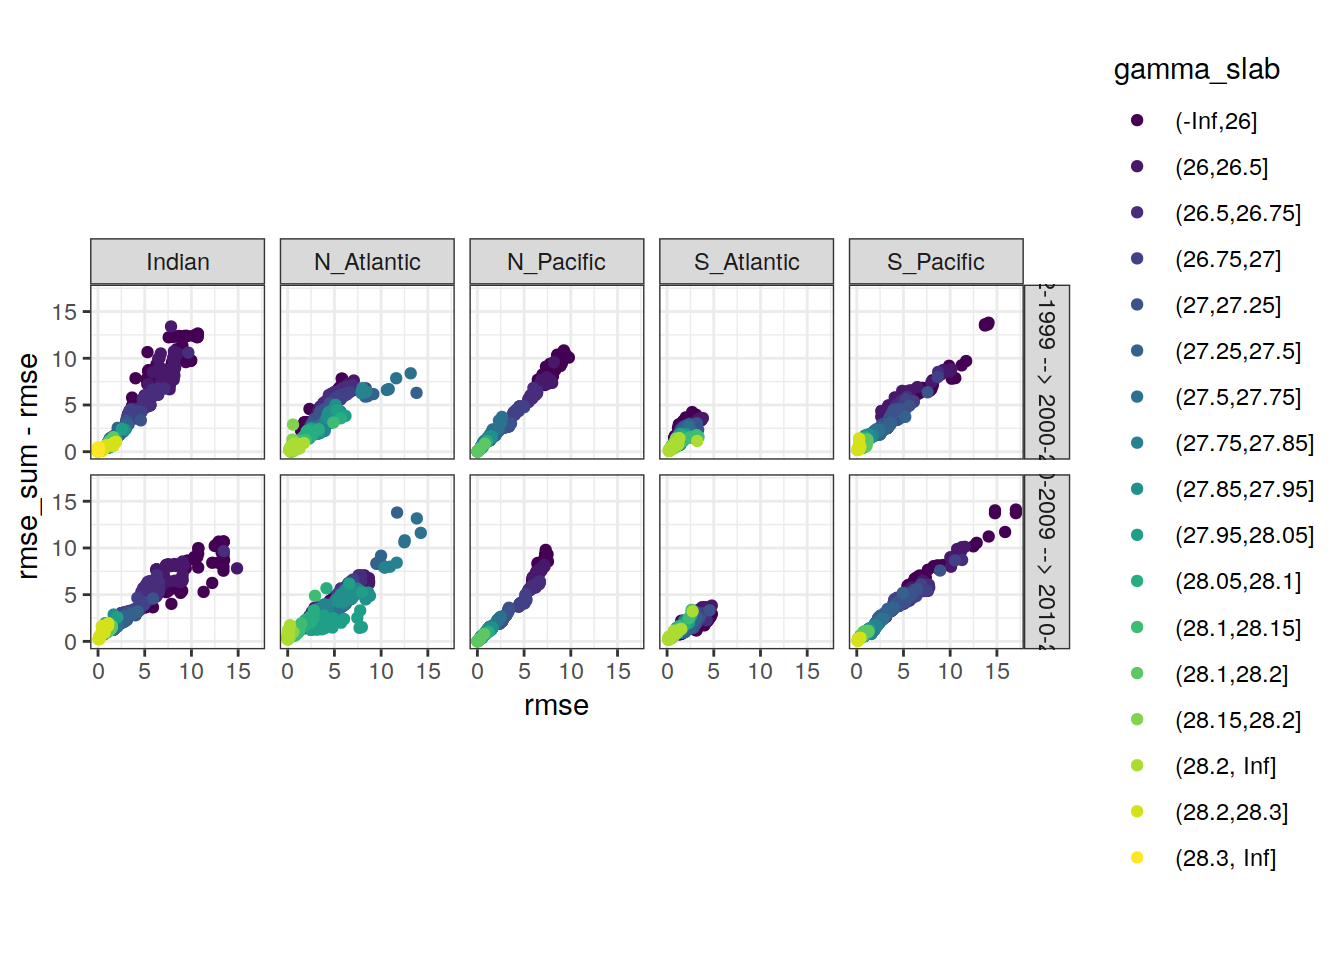 gamma_slab
(-Inf,26]
(26,26.5]
(26.5,26.75]
(26.75,27]
(27,27.25]
(27.25,27.5]
(27.5,27.75]
(27.75,27.85]
(27.85,27.95]
(27.95,28.05]
(28.05,28.1]
(28.1,28.15]
(28.1,28.2]
(28.15,28.2]
(28.2, Inf]
(28.2,28.3]
(28.3, Inf]
Indian N_Atlantic N_Pacific S_Atlantic S_Pacific
15
10
5
0
-1999 --> 2000-
15
10
5
0
-2009 --> 2010-
rmse_sum - rmse
0 5 10 15 0 5 10 15 0 5 10 15 0 5 10 15 0 5 10 15
rmse